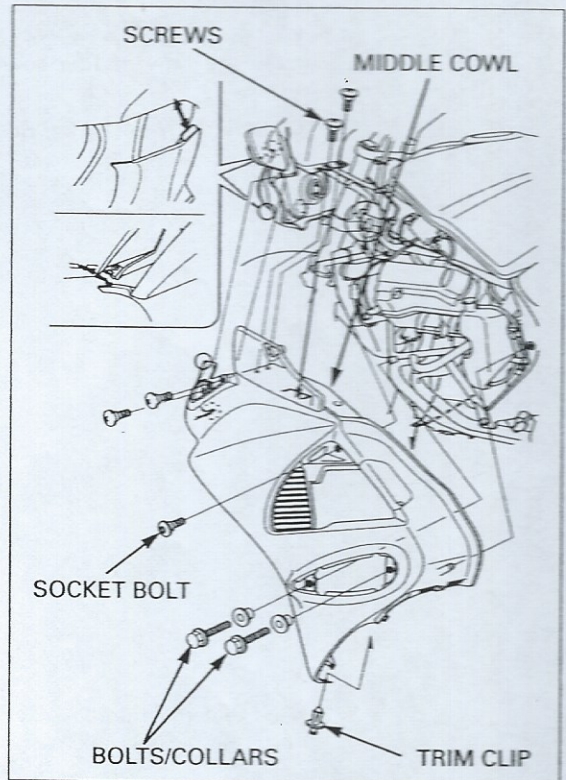 SCREWS
MIDDLE COWL
SOCKET BOLT
BOLTS/COLLARS
TRIM CLIP